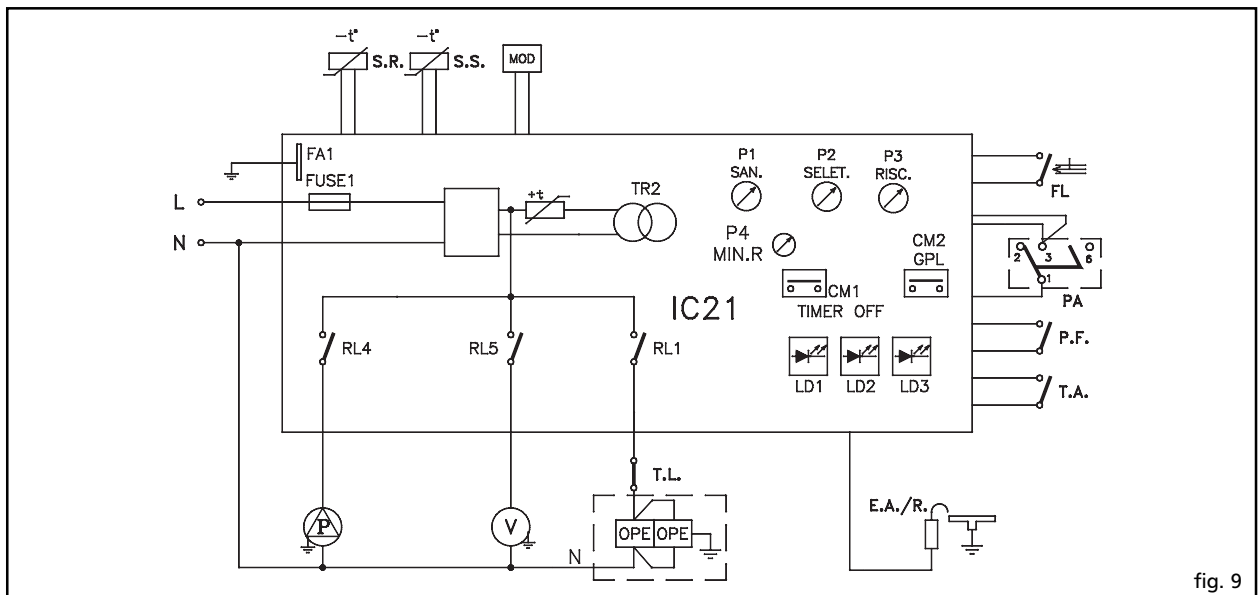 -t° S.R. -t° S.S. MOD
FA1
FUSE1
L
N
+t TR2
P1 SAN.
P2 SELET.
P3 RISC.
P4 MIN.R
CM2 GPL
CM1
TIMER OFF
IC21
RL4
RL5
RL1
LD1 LD2 LD3
FL
2 3 6
1
PA
P.F.
T.A.
T.L.
P
V
OPE OPE
N
E.A./R.
fig. 9